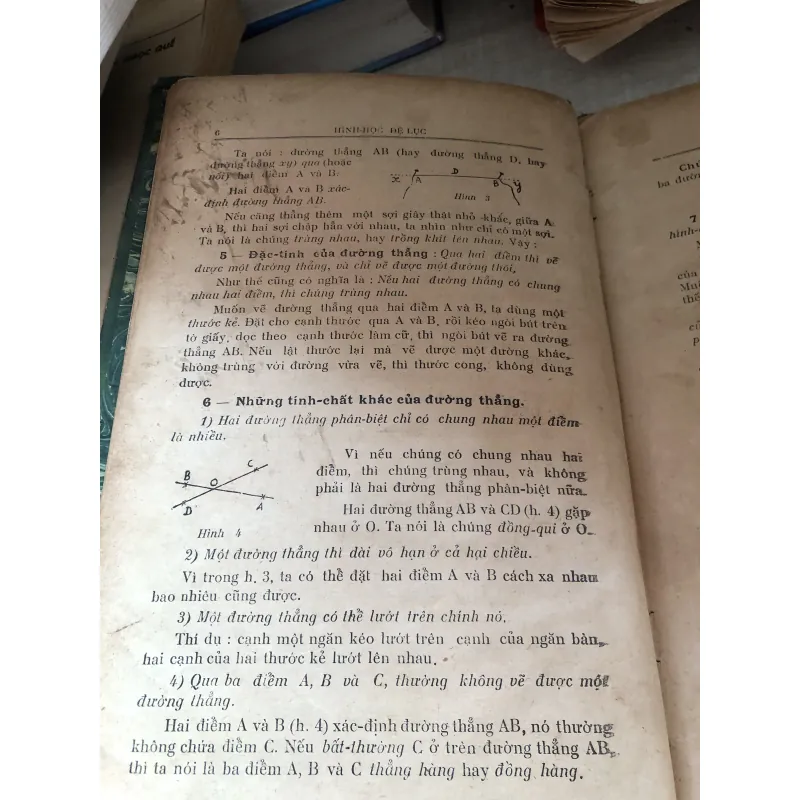 6 HÌNH-HỌC ĐỆ LỤC
Ta nói : đường thẳng AB (hay đường thẳng D, hay
đường thẳng xy) qua (hoặc
nối) hai điểm A và B.
Hai điểm A và B xác-
định đường thẳng AB.
x A D B y
Hình 3
Nếu căng thẳng thêm một sợi giây thật nhỏ khác, giữa A
và B, thì hai sợi chập hẳn với nhau, ta nhìn như chỉ có một sợi.
Ta nói là chúng trùng nhau, hay trồng khít lên nhau. Vậy :
5 — Đặc-tính của đường thẳng : Qua hai điểm thì vẽ
được một đường thẳng, và chỉ vẽ được một đường thôi.
Như thế cũng có nghĩa là : Nếu hai đường thẳng có chung
nhau hai điểm, thì chúng trùng nhau.
Muốn vẽ đường thẳng qua hai điểm A và B, ta dùng một
thước kẻ. Đặt cho cạnh thước qua A và B, rồi kéo ngòi bút trên
tờ giấy, dọc theo cạnh thước làm cữ, thì ngòi bút vẽ ra đường
thẳng AB. Nếu lật thước lại mà vẽ được một đường khác,
không trùng với đường vừa vẽ, thì thước cong, không dùng
được.
6 — Những tính-chất khác của đường thẳng.
1) Hai đường thẳng phân-biệt chỉ có chung nhau một điểm
là nhiều.
B O C D A
Hình 4
Vì nếu chúng có chung nhau hai
điểm, thì chúng trùng nhau, và không
phải là hai đường thẳng phân-biệt nữa.
Hai đường thẳng AB và CD (h. 4) gặp
nhau ở O. Ta nói là chúng đồng-qui ở O.
2) Một đường thẳng thì dài vô hạn ở cả hai chiều.
Vì trong h. 3, ta có thể đặt hai điểm A và B cách xa nhau
bao nhiêu cũng được.
3) Một đường thẳng có thể lướt trên chính nó.
Thí dụ : cạnh một ngăn kéo lướt trên cạnh của ngăn bàn,
hai cạnh của hai thước kẻ lướt lên nhau.
4) Qua ba điểm A, B và C, thường không vẽ được một
đường thẳng.
Hai điểm A và B (h. 4) xác-định đường thẳng AB, nó thường
không chứa điểm C. Nếu bất-thường C ở trên đường thẳng AB,
thì ta nói là ba điểm A, B và C thẳng hàng hay đồng hàng.
Chú
ba đườn
7
hình-
của
Muố
thế
củ
phá